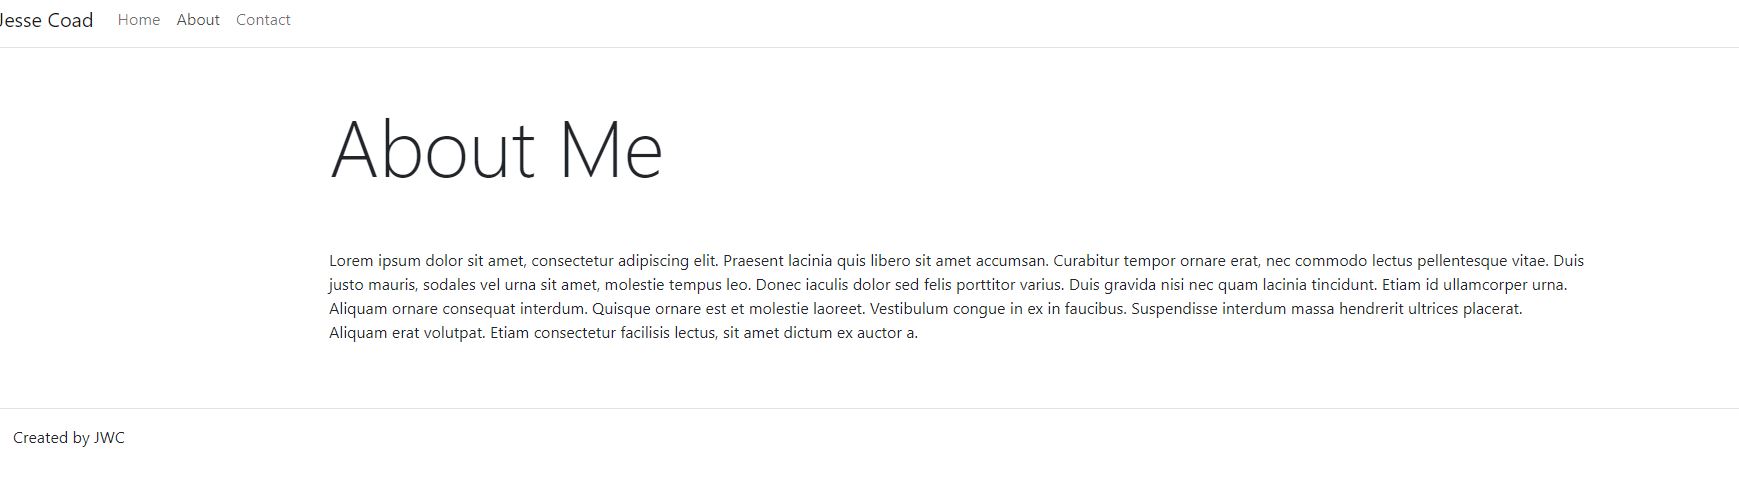 Jesse Coad Home About Contact
About Me
Lorem ipsum dolor sit amet, consectetur adipiscing elit. Praesent lacinia quis libero sit amet accumsan. Curabitur tempor ornare erat, nec commodo lectus pellentesque vitae. Duis
justo mauris, sodales vel urna sit amet, molestie tempus leo. Donec iaculis dolor sed felis porttitor varius. Duis gravida nisi nec quam lacinia tincidunt. Etiam id ullamcorper urna.
Aliquam ornare consequat interdum. Quisque ornare est et molestie laoreet. Vestibulum congue in ex in faucibus. Suspendisse interdum massa hendrerit ultrices placerat.
Aliquam erat volutpat. Etiam consectetur facilisis lectus, sit amet dictum ex auctor a.
Created by JWC